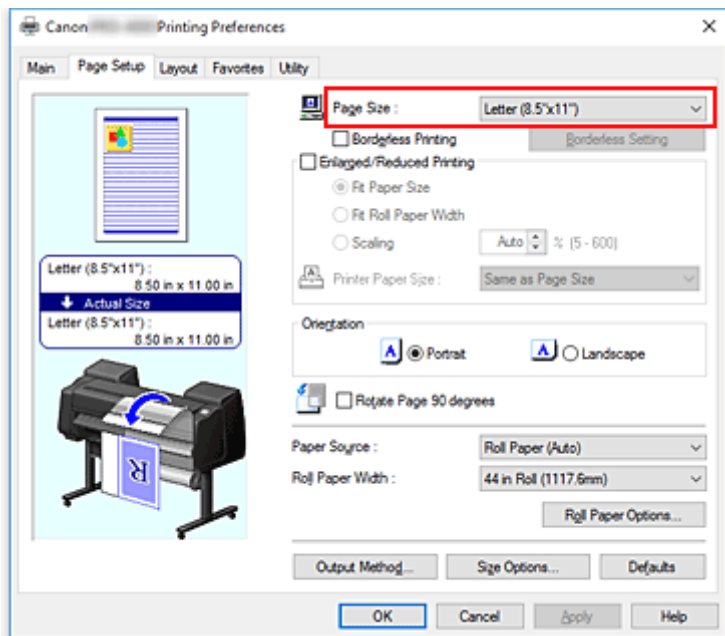 Canon Printing Preferences
Main Page Setup Layout Favorites Utility
Page Size : Letter (8.5"x11")
Borderless Printing Borderless Setting
Enlarged/Reduced Printing
Fit Paper Size
Fit Roll Paper Width
Scaling Auto % (5 - 600)
Printer Paper Size : Same as Page Size
Letter (8.5"x11") :
8.50 in x 11.00 in
Actual Size
Letter (8.5"x11") :
8.50 in x 11.00 in
Orientation
A Portrait A Landscape
Rotate Page 90 degrees
R
Paper Source : Roll Paper (Auto)
Roll Paper Width : 44 in Roll (1117.6mm)
Roll Paper Options...
Output Method... Size Options... Defaults
OK Cancel Apply Help